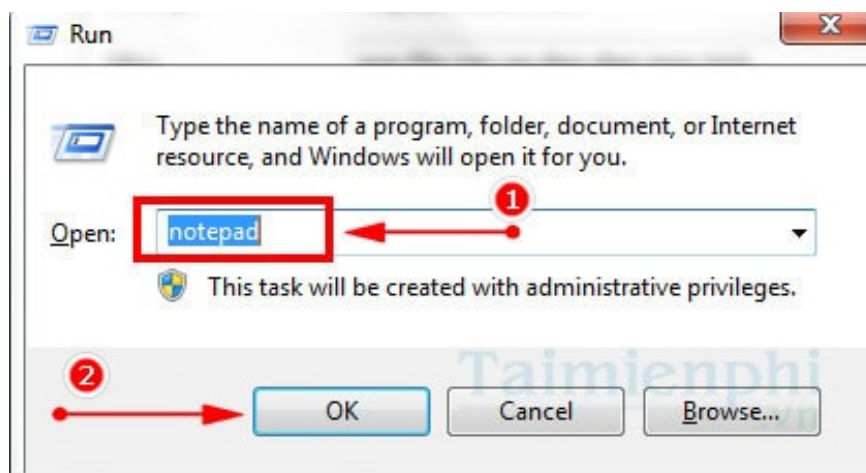 Run
X
Type the name of a program, folder, document, or Internet
resource, and Windows will open it for you.
1
Open: notepad
This task will be created with administrative privileges.
2
Taimienphi
.vn
OK Cancel Browse...